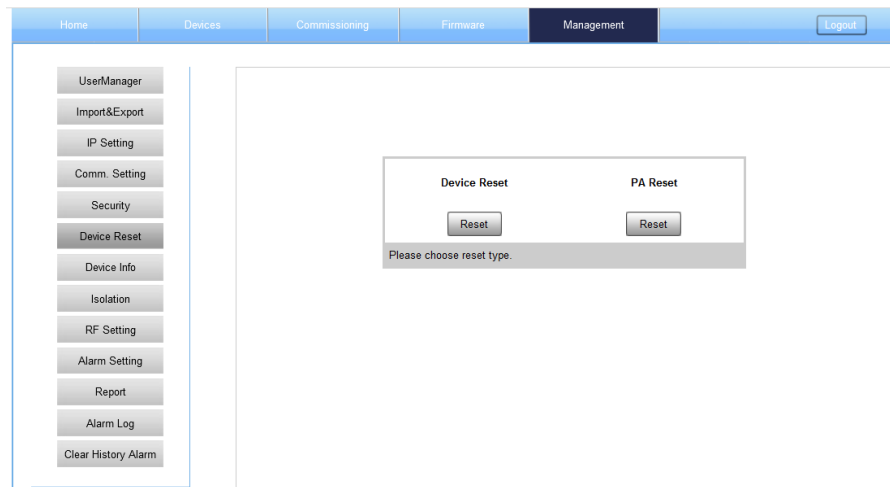 Home Devices Commissioning Firmware Management Logout
UserManager
Import&Export
IP Setting
Comm. Setting
Security
Device Reset
Device Info
Isolation
RF Setting
Alarm Setting
Report
Alarm Log
Clear History Alarm
Device Reset PA Reset
Reset Reset
Please choose reset type.